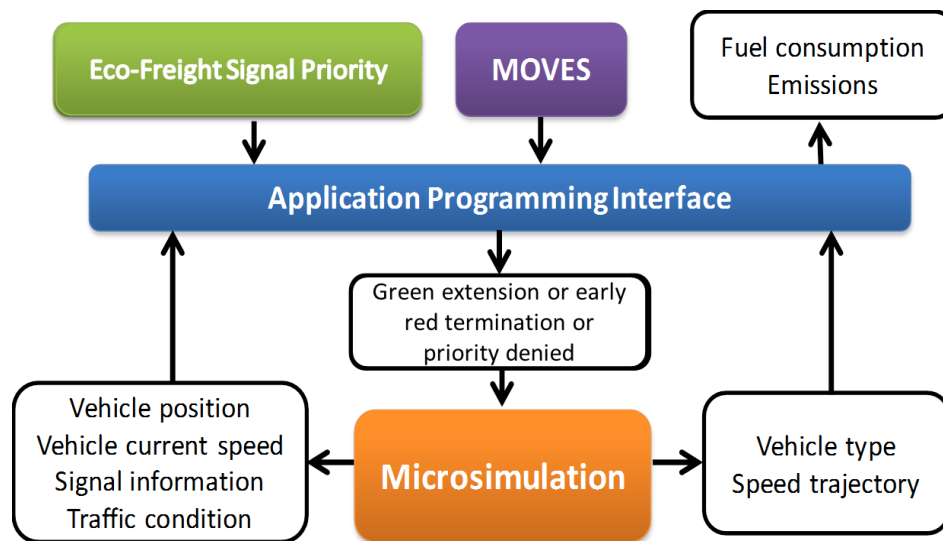 Eco-Freight Signal Priority
MOVES
Fuel consumption
Emissions
Application Programming Interface
Green extension or early
red termination or
priority denied
Vehicle position
Vehicle current speed
Signal information
Traffic condition
Microsimulation
Vehicle type
Speed trajectory